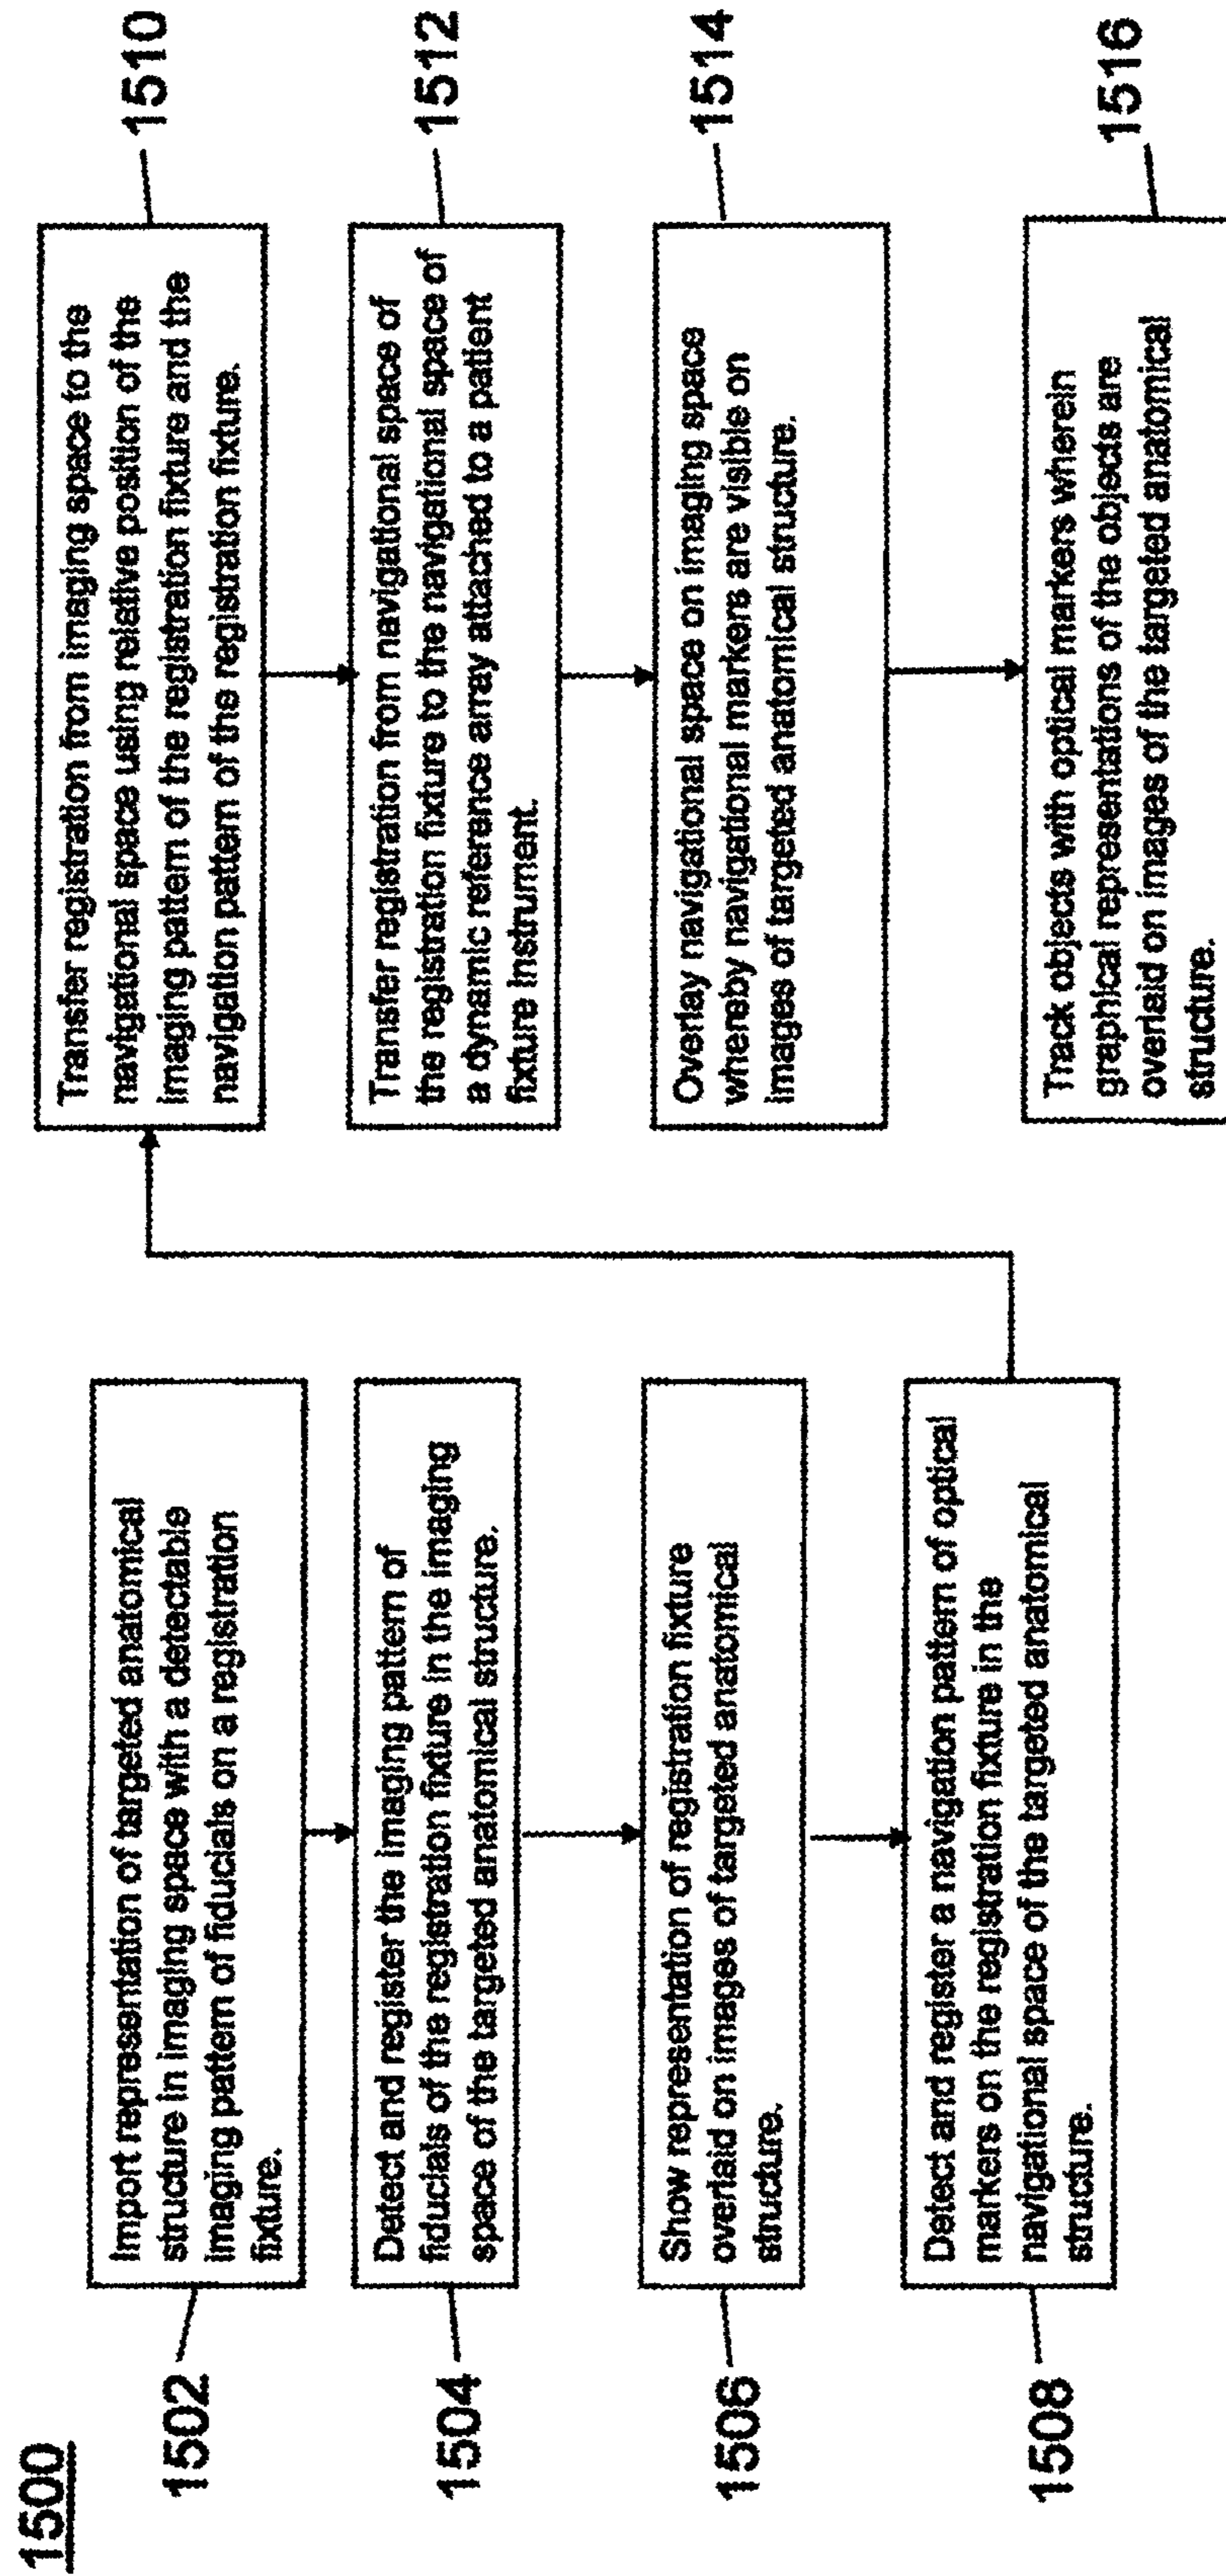 1500
1502
Import representation of targeted anatomical
structure in imaging space with a detectable
imaging pattern of fiducials on a registration
fixture.
1504
Detect and register the imaging pattern of
fiducials of the registration fixture in the imaging
space of the targeted anatomical structure.
1506
Show representation of registration fixture
overlaid on images of targeted anatomical
structure.
1508
Detect and register a navigation pattern of optical
markers on the registration fixture in the
navigational space of the targeted anatomical
structure.
1510
Transfer registration from imaging space to the
navigational space using relative position of the
imaging pattern of the registration fixture and the
navigation pattern of the registration fixture.
1512
Transfer registration from navigational space of
the registration fixture to the navigational space of
a dynamic reference array attached to a patient
fixture instrument.
1514
Overlay navigational space on imaging space
whereby navigational markers are visible on
images of targeted anatomical structure.
1516
Track objects with optical markers wherein
graphical representations of the objects are
overlaid on images of the targeted anatomical
structure.